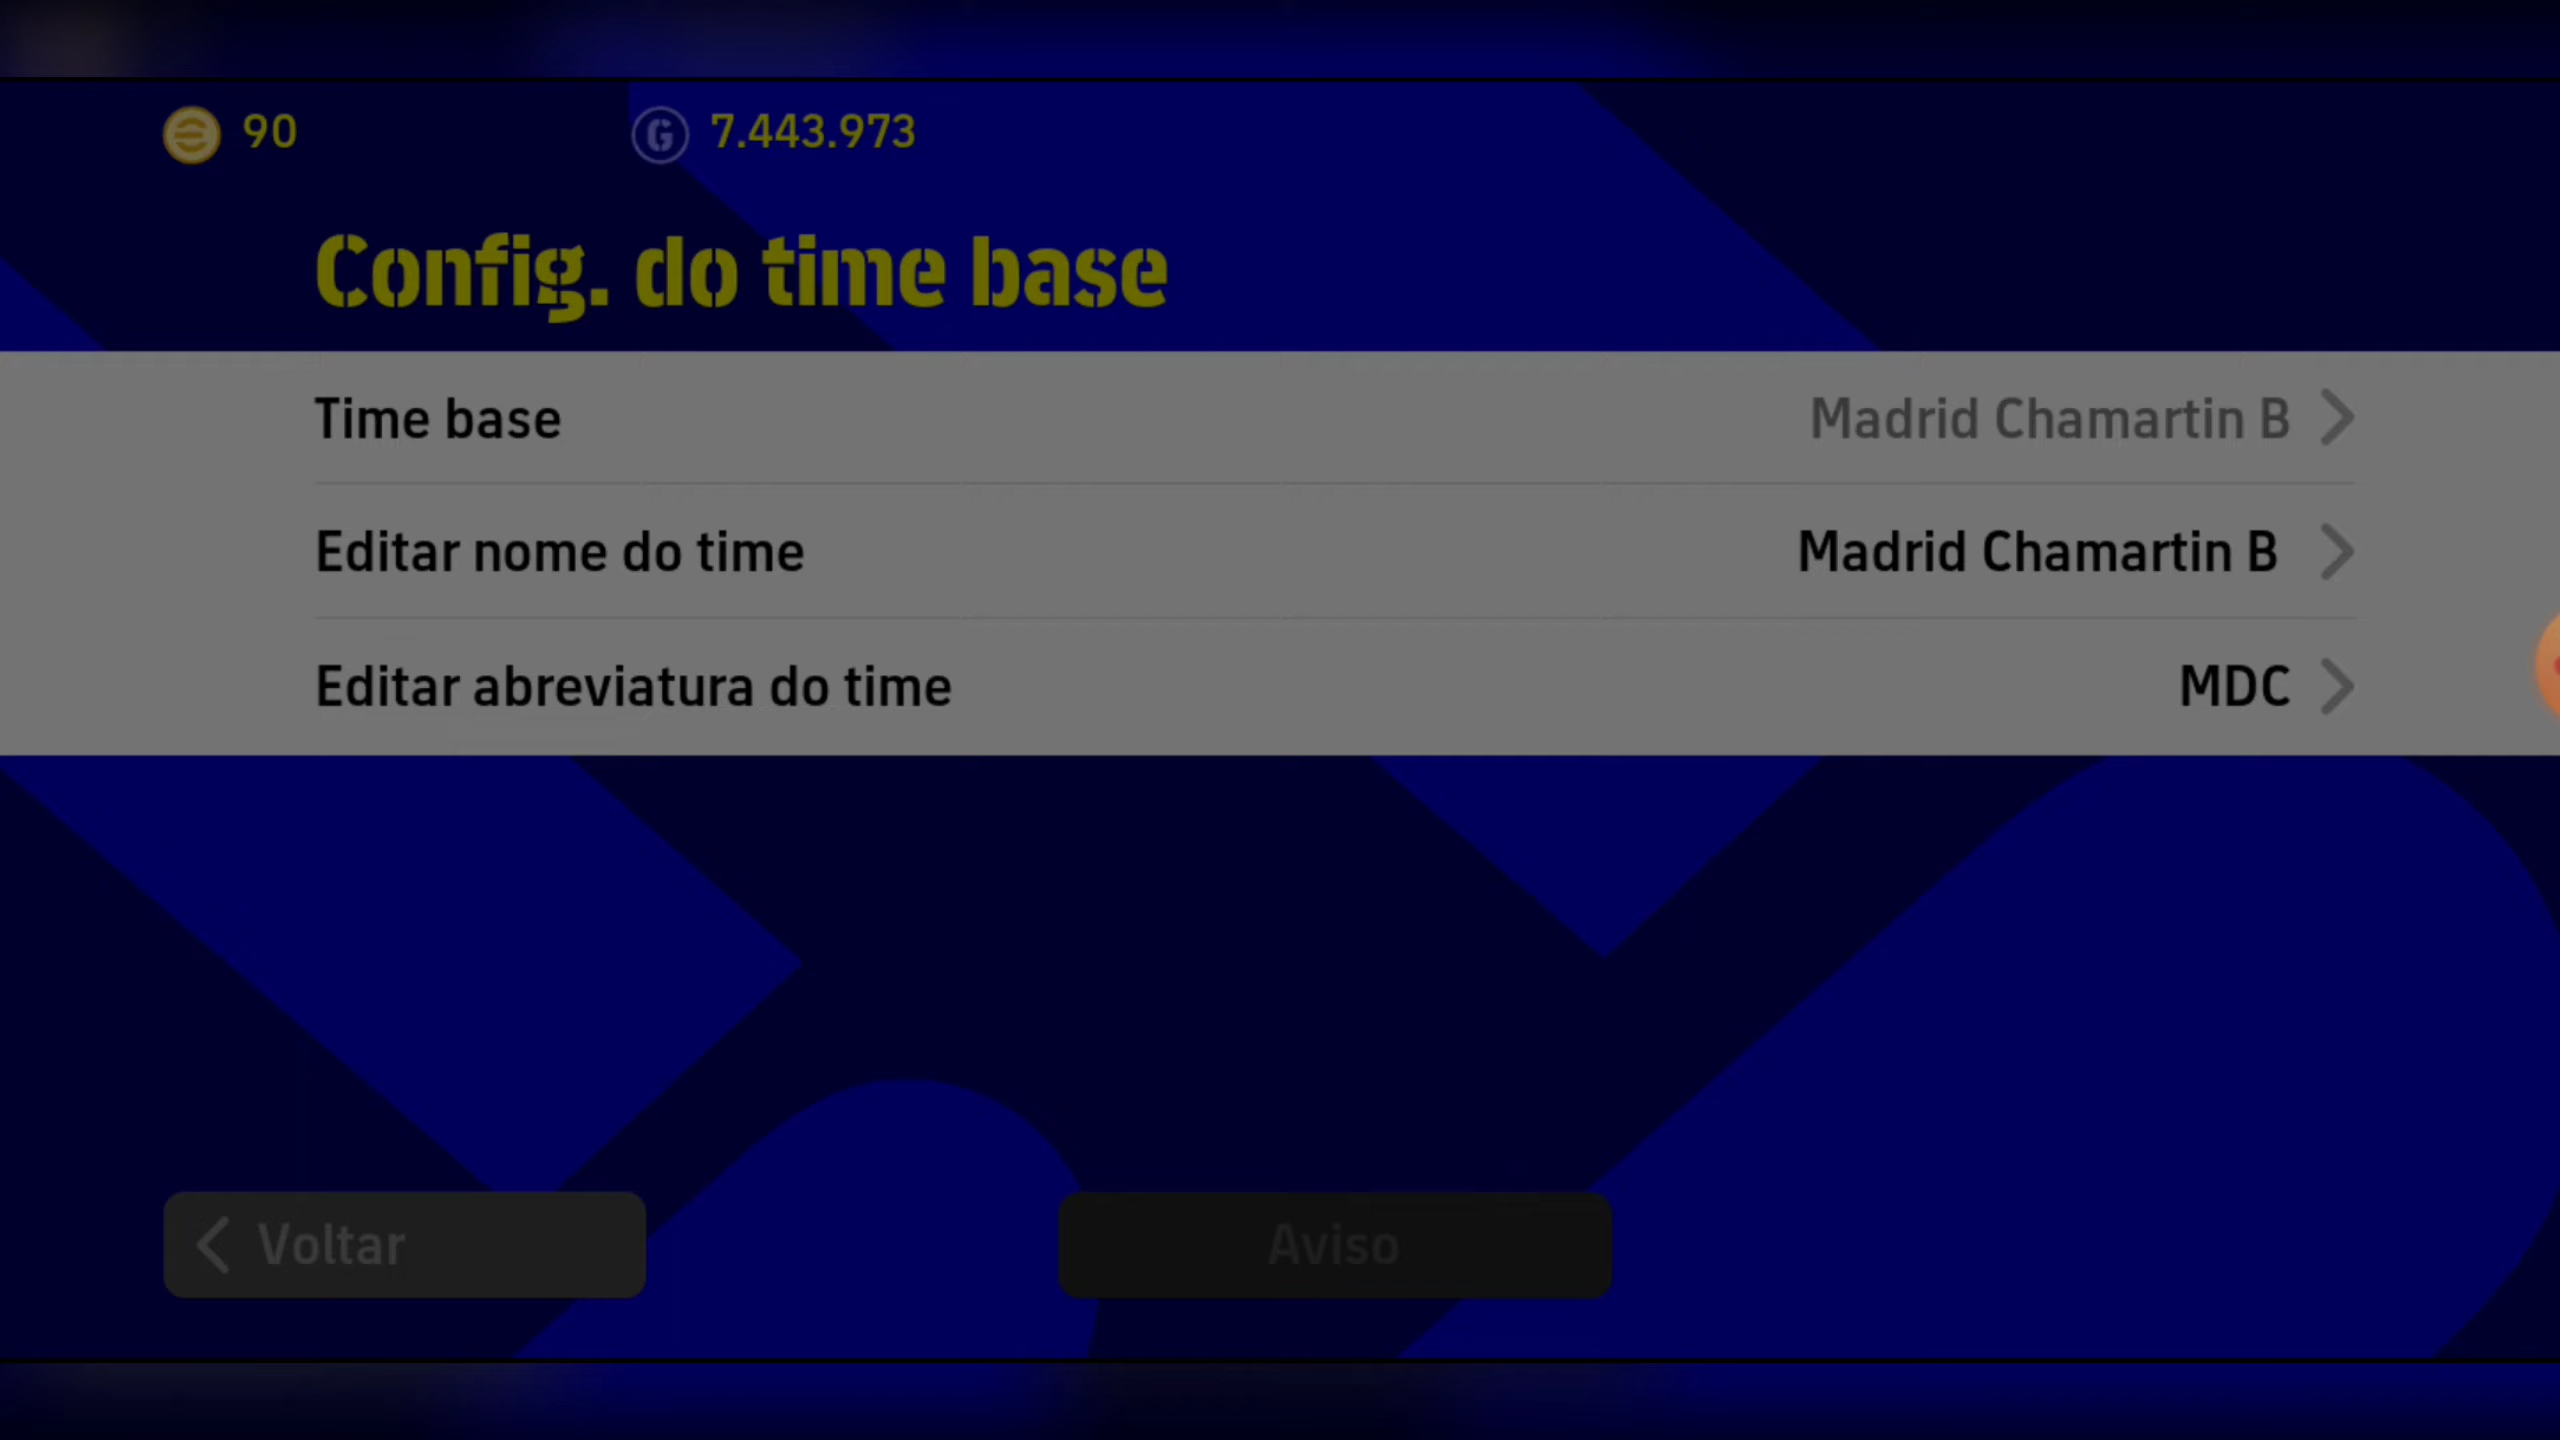 90
G 7.443.973
Config. do time base
Time base Madrid Chamartin B
Editar nome do time Madrid Chamartin B
Editar abreviatura do time MDC
Voltar
Aviso